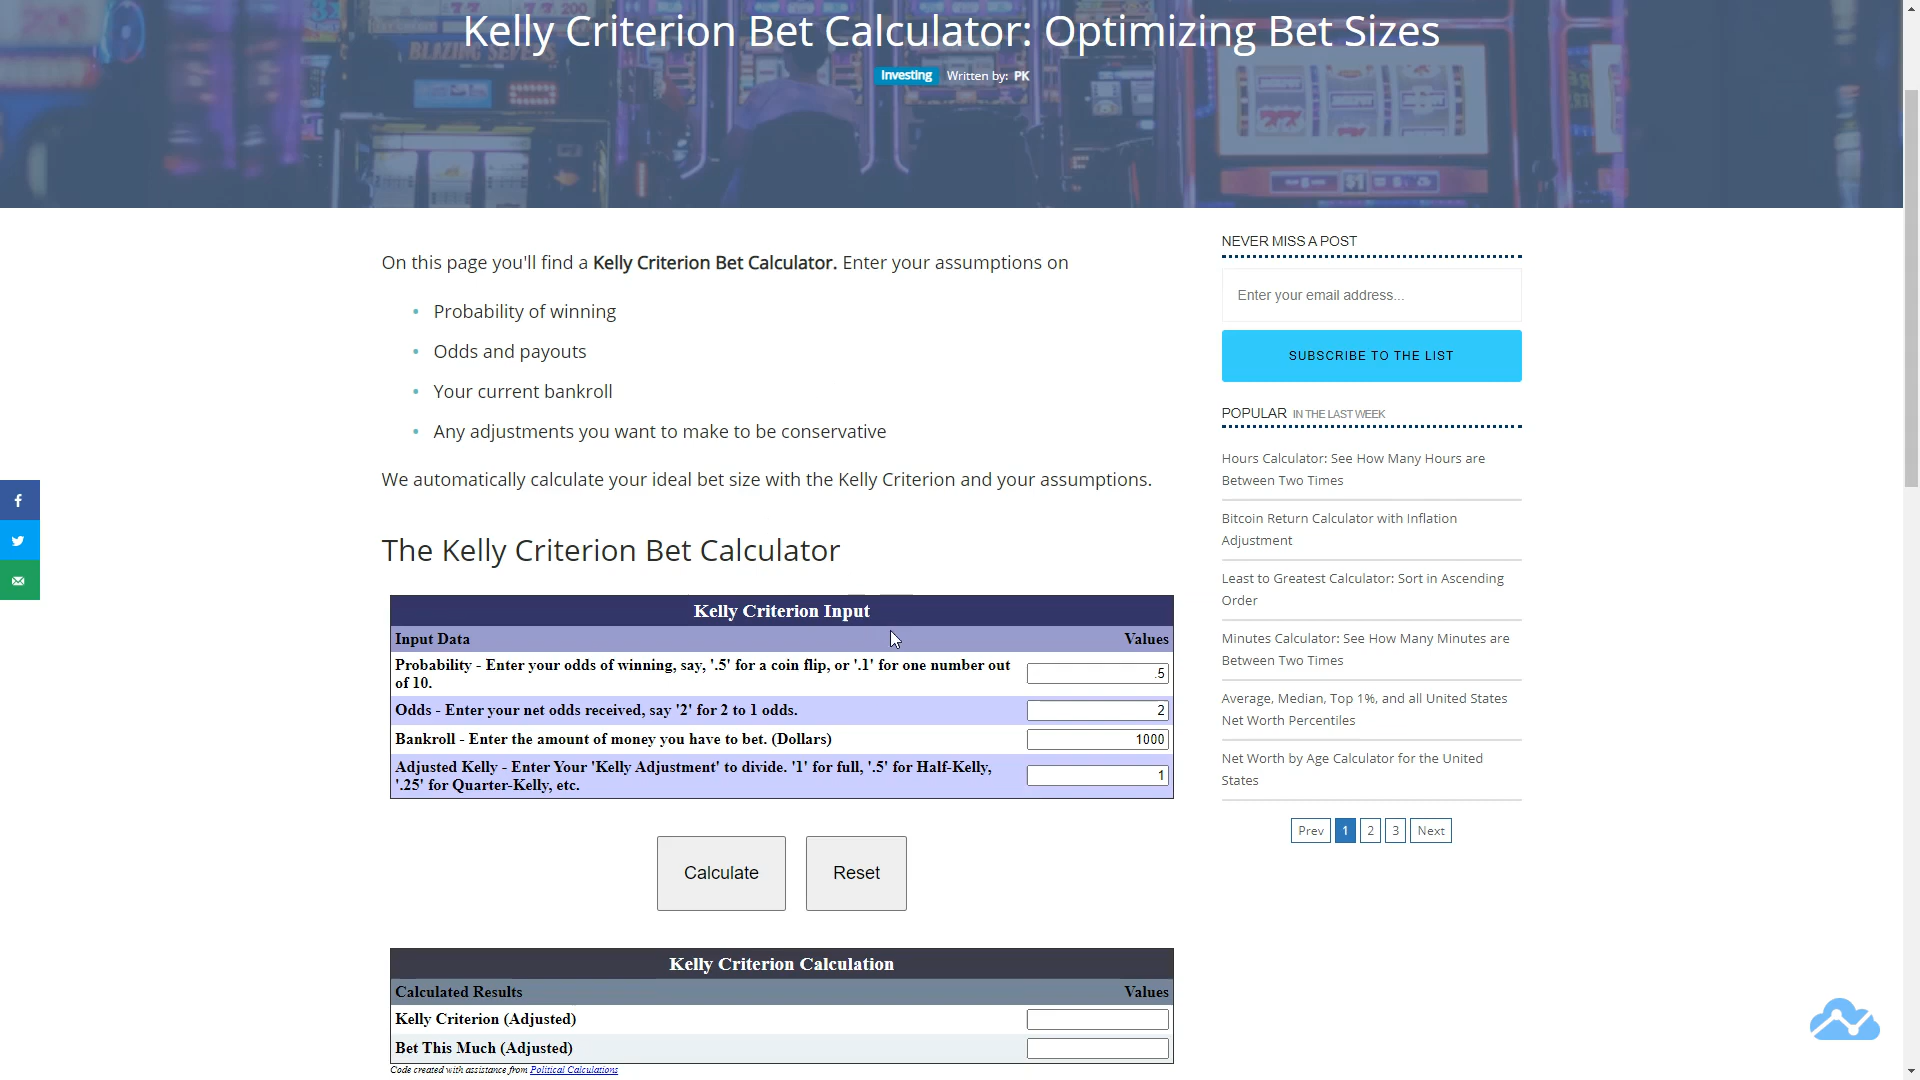 Kelly Criterion Bet Calculator: Optimizing Bet Sizes
Investing Written by: PK
On this page you'll find a Kelly Criterion Bet Calculator. Enter your assumptions on
• Probability of winning
• Odds and payouts
• Your current bankroll
• Any adjustments you want to make to be conservative
We automatically calculate your ideal bet size with the Kelly Criterion and your assumptions.
The Kelly Criterion Bet Calculator
Kelly Criterion Input
Input Data Values
Probability - Enter your odds of winning, say, '.5' for a coin flip, or '.1' for one number out
of 10.
.5
Odds - Enter your net odds received, say '2' for 2 to 1 odds. 2
Bankroll - Enter the amount of money you have to bet. (Dollars) 1000
Adjusted Kelly - Enter Your 'Kelly Adjustment' to divide. '1' for full, '.5' for Half-Kelly,
'.25' for Quarter-Kelly, etc.
1
Calculate Reset
Kelly Criterion Calculation
Calculated Results Values
Kelly Criterion (Adjusted)
Bet This Much (Adjusted)
Code created with assistance from Political Calculations
NEVER MISS A POST
Enter your email address...
SUBSCRIBE TO THE LIST
POPULAR IN THE LAST WEEK
Hours Calculator: See How Many Hours are
Between Two Times
Bitcoin Return Calculator with Inflation
Adjustment
Least to Greatest Calculator: Sort in Ascending
Order
Minutes Calculator: See How Many Minutes are
Between Two Times
Average, Median, Top 1%, and all United States
Net Worth Percentiles
Net Worth by Age Calculator for the United
States
Prev 1 2 3 Next